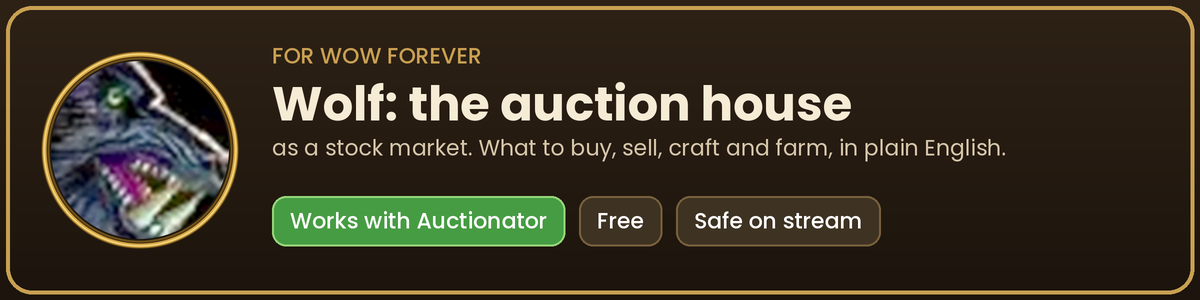 FOR WOW FOREVER
Wolf: the auction house
as a stock market. What to buy, sell, craft and farm, in plain English.
Works with Auctionator Free Safe on stream